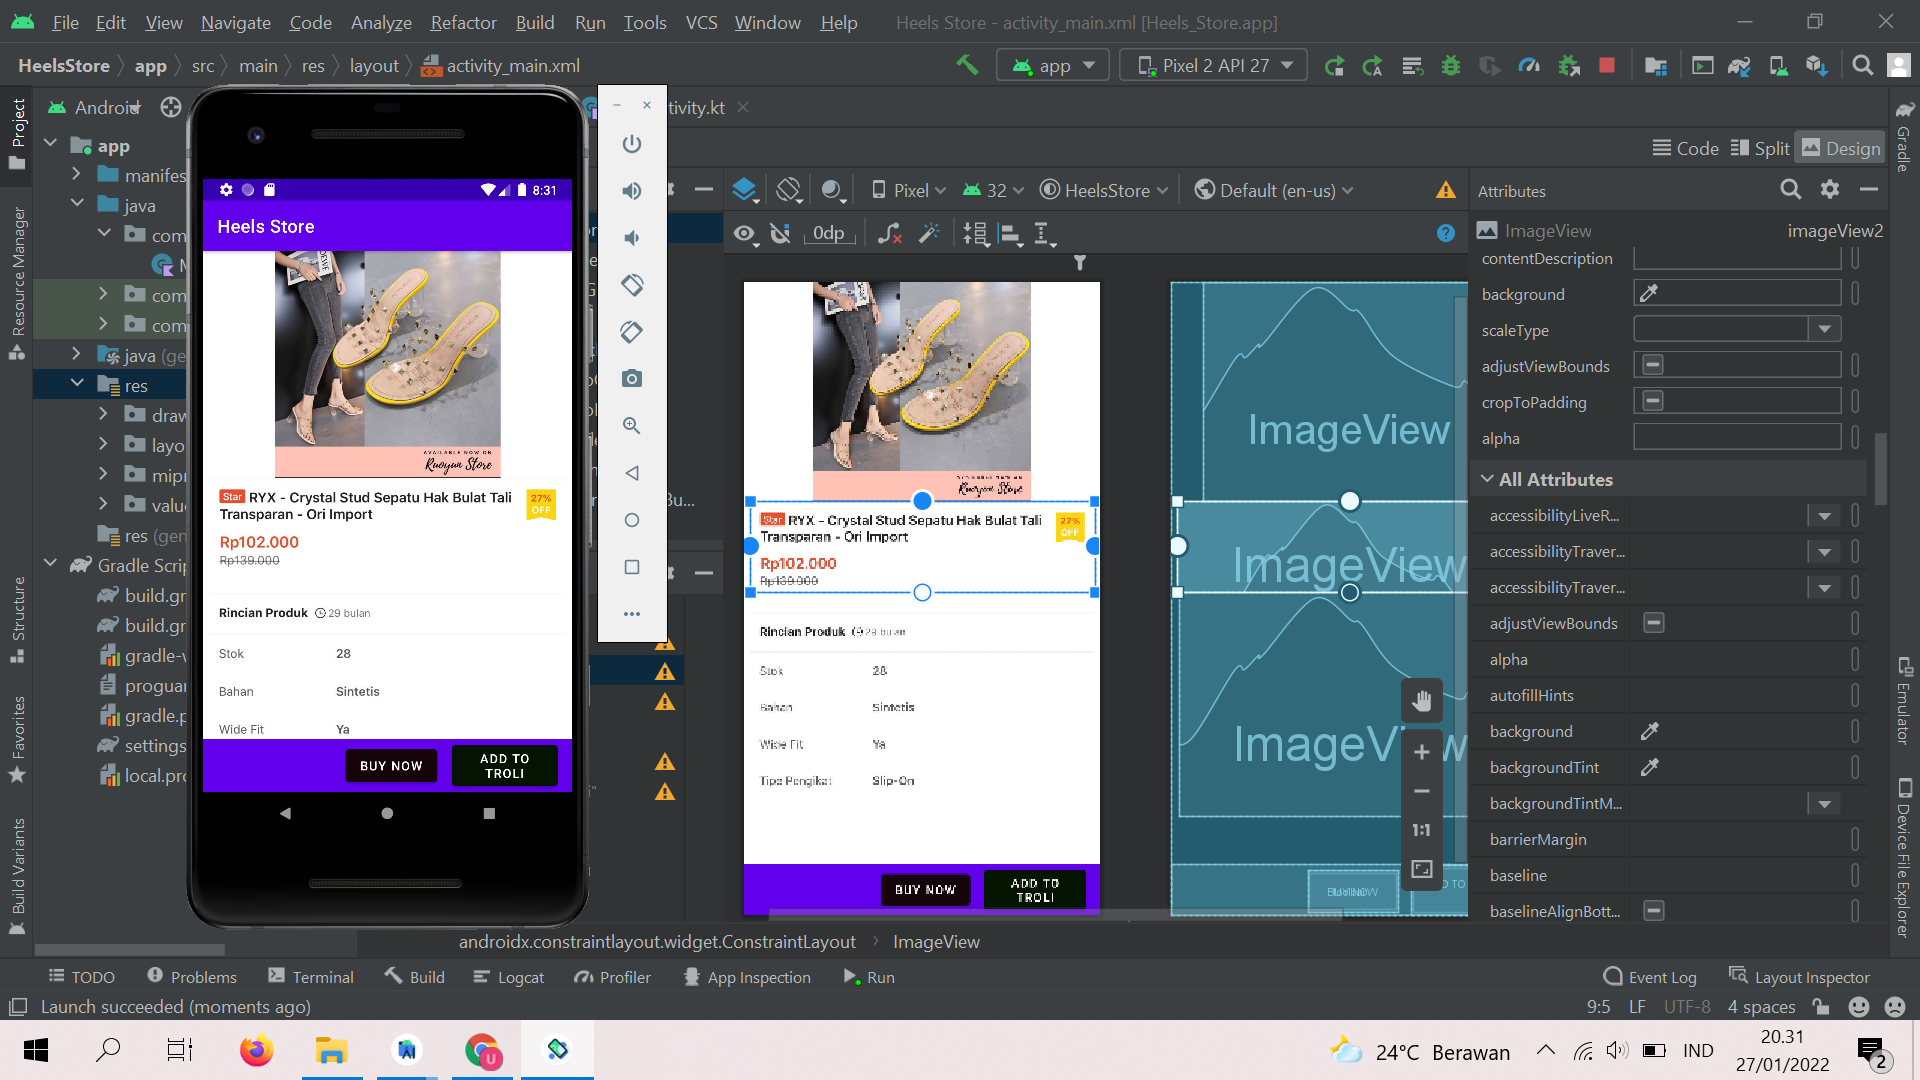 File Edit View Navigate Code Analyze Refactor Build Run Tools VCS Window Help Heels Store - activity_main.xml [Heels_Store.app]
HeelsStore app src main res layout activity_main.xml app Pixel 2 API 27
Project
Resource Manager
Structure
Favorites
Build Variants
Android
app
manifes
java
com
com
com
java (ge
res
draw
layo
mipr
valu
res (gen
Gradle Scrip
build.gr
build.gr
gradle-v
proguar
gradle.p
settings
local.pro
tivity.kt
8:31
Heels Store
AVAILABLE NOW ON
Ruoyun Store
Star RYX - Crystal Stud Sepatu Hak Bulat Tali
Transparan - Ori Import
27%
OFF
Rp102.000
Rp139.000
Rincian Produk 29 bulan
Stok 28
Bahan Sintetis
Wide Fit Ya
BUY NOW
ADD TO
TROLI
Code Split Design
Pixel 32 HeelsStore Default (en-us)
0dp
Star RYX - Crystal Stud Sepatu Hak Bulat Tali
Transparan - Ori Import
27%
OFF
Rp102.000
Rp139.000
Rincian Produk 29 bulan
Stok 28
Bahan Sintetis
Wide Fit Ya
Tipe Pengikat Slip-On
BUY NOW
ADD TO
TROLI
ImageView
ImageView
ImageView
1:1
Attributes
ImageView imageView2
contentDescription
background
scaleType
adjustViewBounds
cropToPadding
alpha
All Attributes
accessibilityLiveR...
accessibilityTraver...
accessibilityTraver...
adjustViewBounds
alpha
autofillHints
background
backgroundTint
backgroundTintM...
barrierMargin
baseline
baselineAlignBott...
Gradle
Emulator
Device File Explorer
androidx.constraintlayout.widget.ConstraintLayout ImageView
TODO Problems Terminal Build Logcat Profiler App Inspection Run Event Log Layout Inspector
Launch succeeded (moments ago) 9:5 LF UTF-8 4 spaces
24°C Berawan IND
20.31
27/01/2022
2